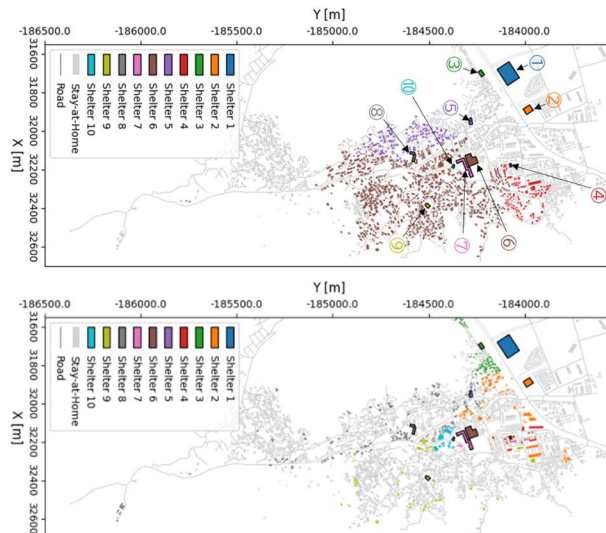 Y [m]
-186500.0
-186000.0
-185500.0
-185000.0
-184500.0
-184000.0
X [m]
31600
31800
32000
32200
32400
32600
Shelter 1
Shelter 2
Shelter 3
Shelter 4
Shelter 5
Shelter 6
Shelter 7
Shelter 8
Shelter 9
Shelter 10
Stay-at-Home
Road
①
②
③
④
⑤
⑥
⑦
⑧
⑨
⑩
Y [m]
-186500.0
-186000.0
-185500.0
-185000.0
-184500.0
-184000.0
X [m]
31600
31800
32000
32200
32400
32600
Shelter 1
Shelter 2
Shelter 3
Shelter 4
Shelter 5
Shelter 6
Shelter 7
Shelter 8
Shelter 9
Shelter 10
Stay-at-Home
Road